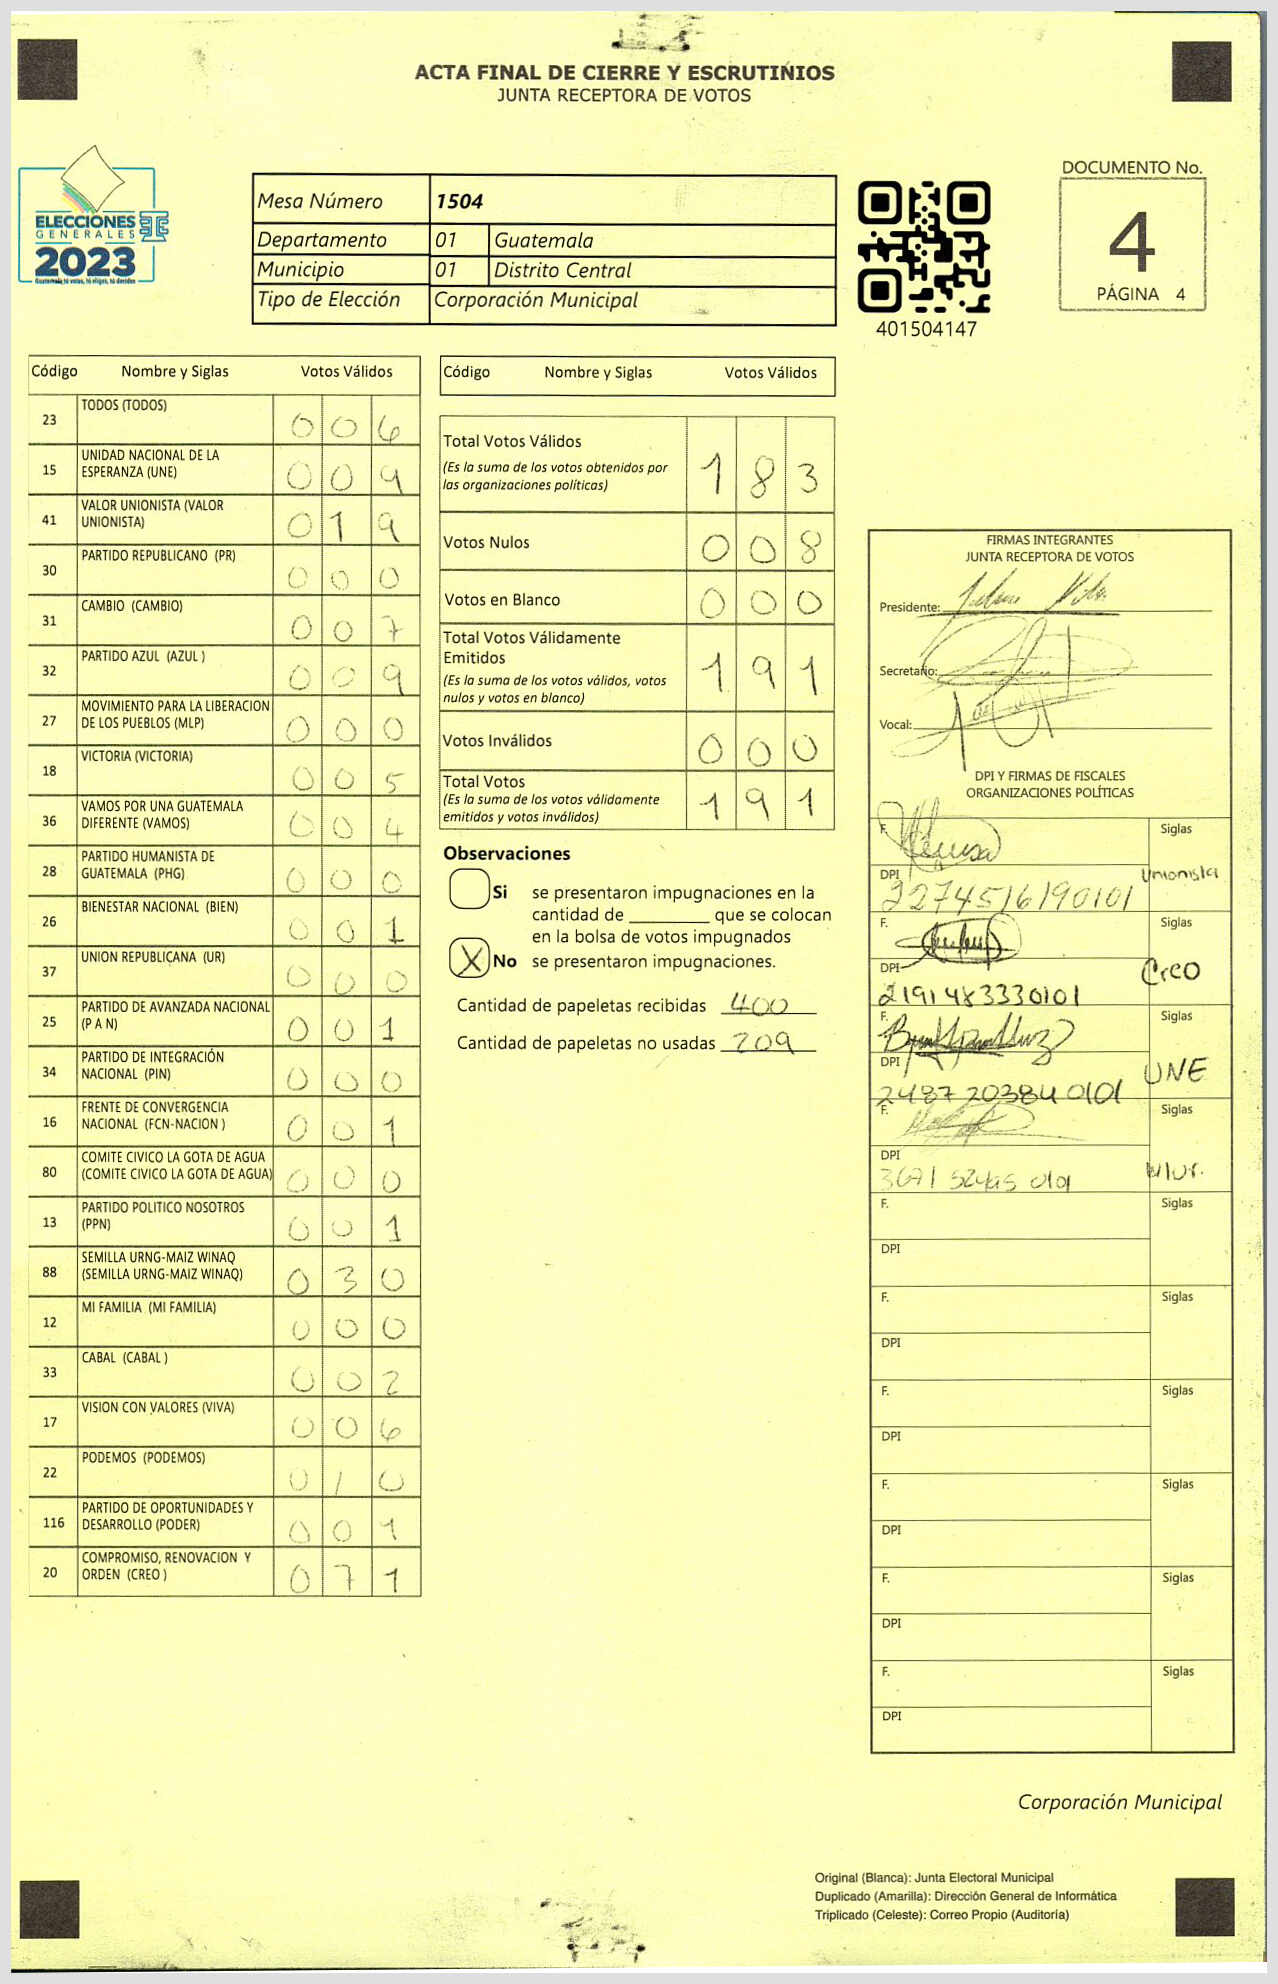 ACTA FINAL DE CIERRE Y ESCRUTINIOS
JUNTA RECEPTORA DE VOTOS
ELECCIONES
GENERALES
2023
Guatemala, tú votas, tú eliges, tú decides
Mesa Número 1504
Departamento 01 Guatemala
Municipio 01 Distrito Central
Tipo de Elección Corporación Municipal
401504147
DOCUMENTO No.
4
PÁGINA 4
Código Nombre y Siglas Votos Válidos
23 TODOS (TODOS) 0 0 6
15 UNIDAD NACIONAL DE LA
ESPERANZA (UNE) 0 0 9
41 VALOR UNIONISTA (VALOR
UNIONISTA) 0 1 9
30 PARTIDO REPUBLICANO (PR) 0 0 0
31 CAMBIO (CAMBIO) 0 0 7
32 PARTIDO AZUL (AZUL ) 0 0 9
27 MOVIMIENTO PARA LA LIBERACION
DE LOS PUEBLOS (MLP) 0 0 0
18 VICTORIA (VICTORIA) 0 0 5
36 VAMOS POR UNA GUATEMALA
DIFERENTE (VAMOS) 0 0 4
28 PARTIDO HUMANISTA DE
GUATEMALA (PHG) 0 0 0
26 BIENESTAR NACIONAL (BIEN) 0 0 1
37 UNION REPUBLICANA (UR) 0 0 0
25 PARTIDO DE AVANZADA NACIONAL
(P A N) 0 0 1
34 PARTIDO DE INTEGRACIÓN
NACIONAL (PIN) 0 0 0
16 FRENTE DE CONVERGENCIA
NACIONAL (FCN-NACION ) 0 0 1
80 COMITE CIVICO LA GOTA DE AGUA
(COMITE CIVICO LA GOTA DE AGUA) 0 0 0
13 PARTIDO POLITICO NOSOTROS
(PPN) 0 0 1
88 SEMILLA URNG-MAIZ WINAQ
(SEMILLA URNG-MAIZ WINAQ) 0 3 0
12 MI FAMILIA (MI FAMILIA) 0 0 0
33 CABAL (CABAL ) 0 0 2
17 VISION CON VALORES (VIVA) 0 0 6
22 PODEMOS (PODEMOS) 0 1 0
116 PARTIDO DE OPORTUNIDADES Y
DESARROLLO (PODER) 0 0 1
20 COMPROMISO, RENOVACION Y
ORDEN (CREO ) 0 7 1
Código Nombre y Siglas Votos Válidos
Total Votos Válidos
(Es la suma de los votos obtenidos por
las organizaciones políticas) 1 8 3
Votos Nulos 0 0 8
Votos en Blanco 0 0 0
Total Votos Válidamente
Emitidos
(Es la suma de los votos válidos, votos
nulos y votos en blanco) 1 9 1
Votos Inválidos 0 0 0
Total Votos
(Es la suma de los votos válidamente
emitidos y votos inválidos) 1 9 1
Observaciones
Si se presentaron impugnaciones en la
cantidad de ________ que se colocan
en la bolsa de votos impugnados
X No se presentaron impugnaciones.
Cantidad de papeletas recibidas 400
Cantidad de papeletas no usadas 209
FIRMAS INTEGRANTES
JUNTA RECEPTORA DE VOTOS
Presidente:
Secretario:
Vocal:
DPI Y FIRMAS DE FISCALES
ORGANIZACIONES POLÍTICAS
F. Siglas
DPI Unionista
2274516190101
F. Siglas
DPI Creo
2191483330101
F. Siglas
DPI UNE
2487 20384 0101
F. Siglas
DPI
F. Siglas
DPI
F. Siglas
DPI
F. Siglas
DPI
F. Siglas
DPI
F. Siglas
DPI
F. Siglas
DPI
Corporación Municipal
Original (Blanca): Junta Electoral Municipal
Duplicado (Amarilla): Dirección General de Informática
Triplicado (Celeste): Correo Propio (Auditoría)